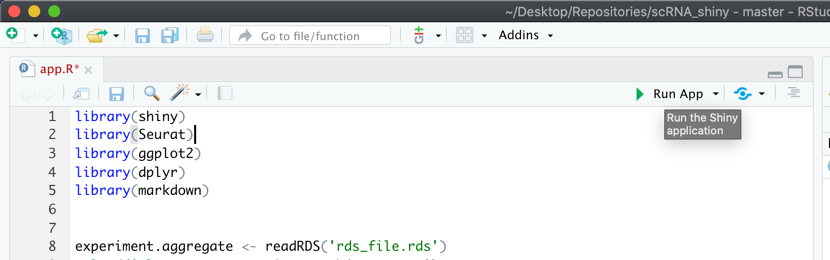 ~/Desktop/Repositories/scRNA_shiny - master - RStu
Go to file/function
Addins
app.R*
Run App
Run the Shiny
application
1 library(shiny)
2 library(Seurat)
3 library(ggplot2)
4 library(dplyr)
5 library(markdown)
6
7
8 experiment.aggregate <- readRDS('rds_file.rds')